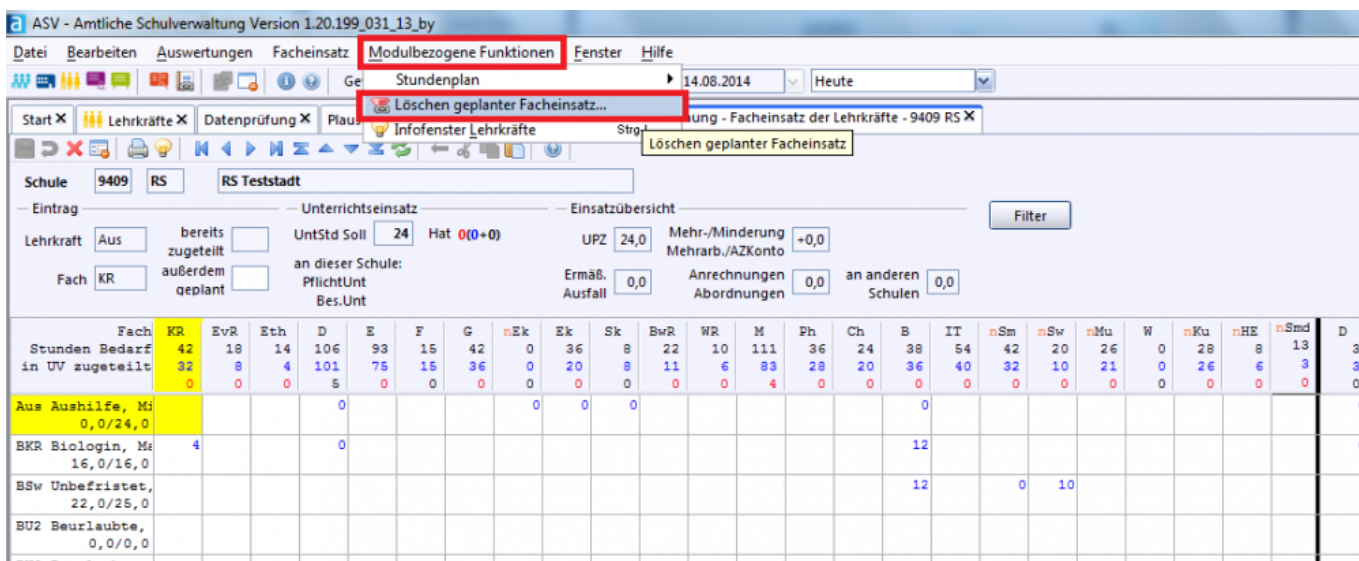 ASV - Amtliche Schulverwaltung Version 1.20.199_031_13_by
Datei Bearbeiten Auswertungen Facheinsatz Modulbezogene Funktionen Fenster Hilfe
Stundenplan 14.08.2014 Heute
Löschen geplanter Facheinsatz...
Start Lehrkräfte Datenprüfung - Facheinsatz der Lehrkräfte - 9409 RS
Infofenster Lehrkräfte
Löschen geplanter Facheinsatz
Schule 9409 RS RS Teststadt
Eintrag Unterrichtseinsatz Einsatzübersicht
Filter
Lehrkraft Aus bereits zugeteilt UntStd Soll 24 Hat 0(0+0) UPZ 24,0 Mehr-/Minderung Mehrarb./AZKonto +0,0
Fach KR außerdem geplant an dieser Schule: PflichtUnt Bes.Unt Ermäß. Ausfall 0,0 Anrechnungen Abordnungen 0,0 an anderen Schulen 0,0
Fach KR EvR Eth D E F G nEk Ek Sk BwR WR M Ph Ch B IT nSm nSw nMu W nKu nHE nSmd D
Stunden Bedarf 42 18 14 106 93 15 42 0 36 8 22 10 111 36 24 38 54 42 20 26 0 28 8 13
in UV zugeteilt 32 8 4 101 75 15 36 0 20 8 11 6 83 28 20 36 40 32 10 21 0 26 6 3
0 0 0 5 0 0 0 0 0 0 0 0 4 0 0 0 0 0 0 0 0 0 0 0
Aus Aushilfe, Mi 0 0 0 0 0
0,0/24,0
BKR Biologin, Ma 4 0 12
16,0/16,0
BSw Unbefristet, 12 0 10
22,0/25,0
BU2 Beurlaubte,
0,0/0,0